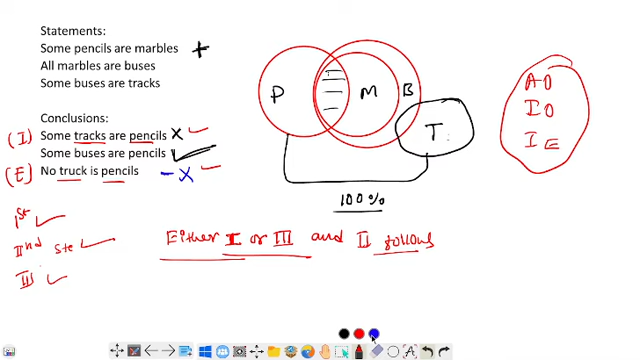 Statements:
Some pencils are marbles +
All marbles are buses
Some buses are tracks
Conclusions:
(I) Some tracks are pencils X ✓
Some buses are pencils ✓
(E) No truck is pencils -X ✓
P M B
T
100%
AO
IO
IE
1st ✓
IInd Ste ✓
III ✓
Either I or III and II follows